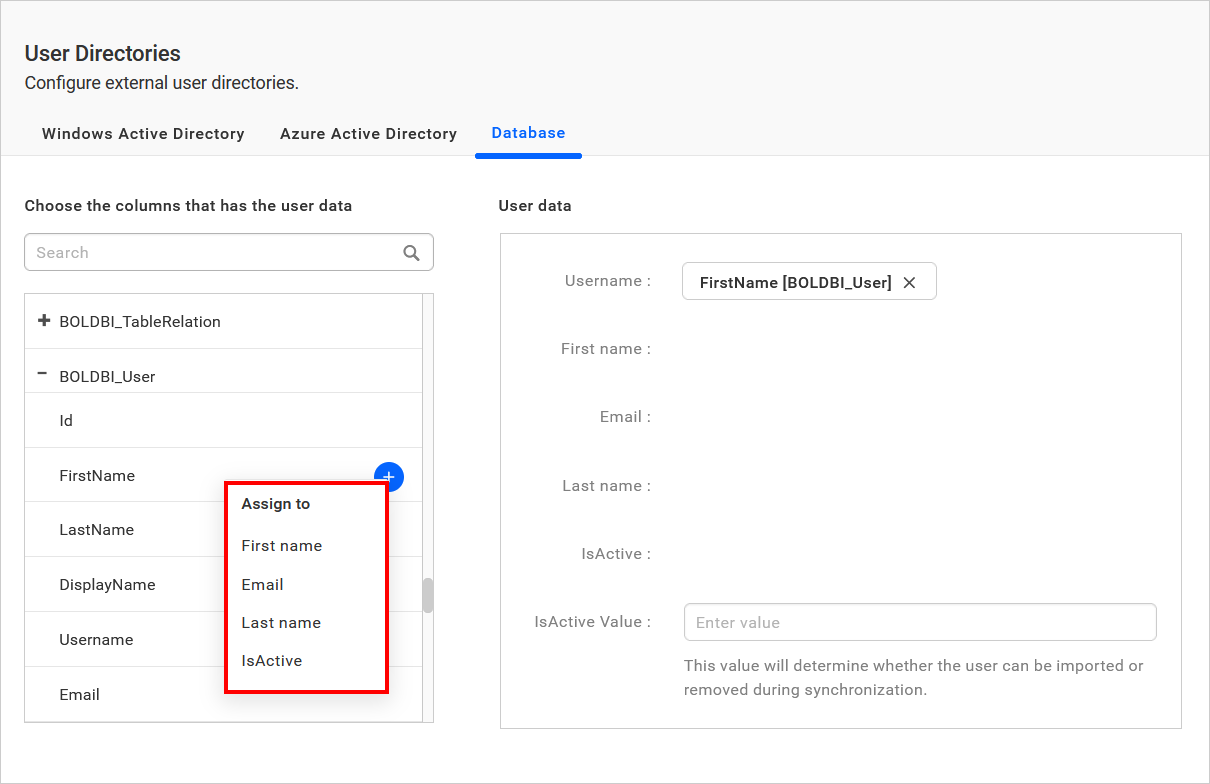 User Directories
Configure external user directories.
Windows Active Directory
Azure Active Directory
Database
Choose the columns that has the user data
Search
BOLDBI_TableRelation
BOLDBI_User
Id
FirstName
LastName
DisplayName
Username
Email
Assign to
First name
Email
Last name
IsActive
User data
Username :
FirstName [BOLDBI_User]
First name :
Email :
Last name :
IsActive :
IsActive Value :
Enter value
This value will determine whether the user can be imported or
removed during synchronization.